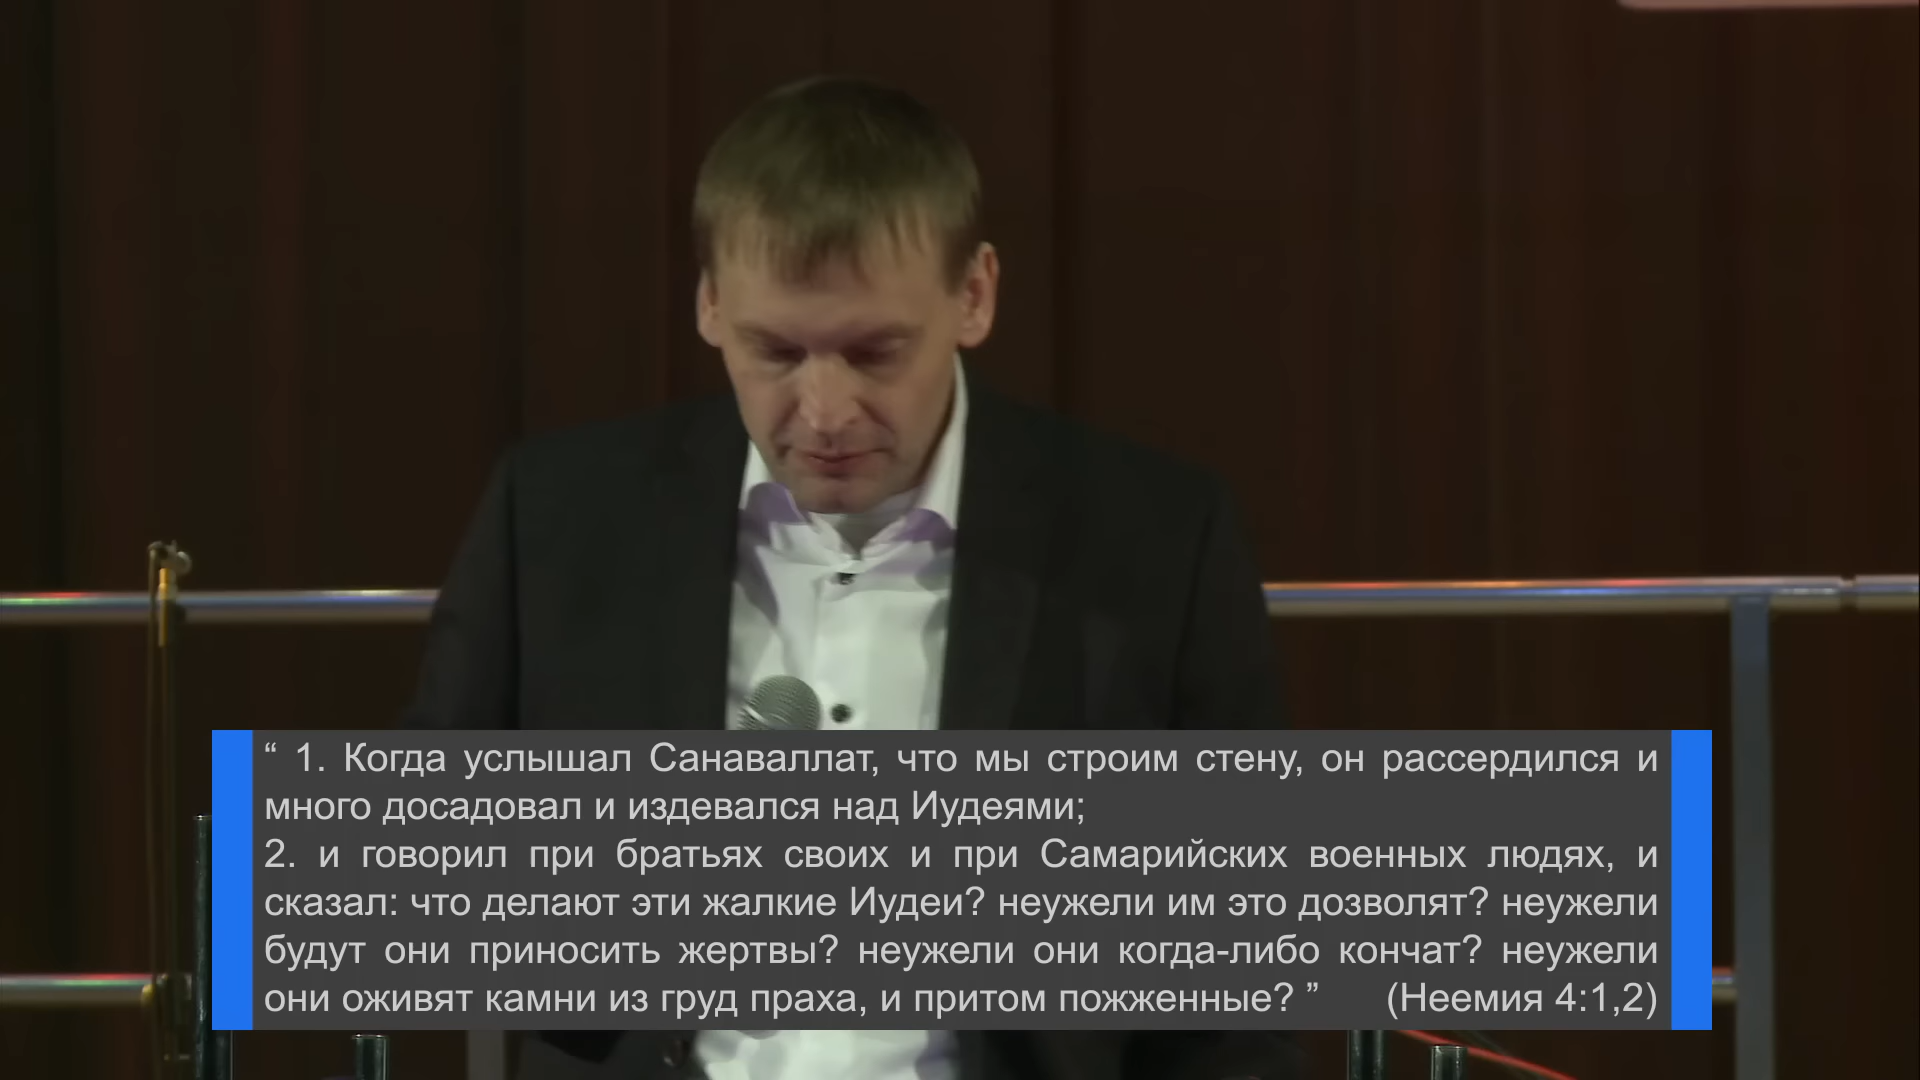 “ 1. Когда услышал Санаваллат, что мы строим стену, он рассердился и
много досадовал и издевался над Иудеями;
2. и говорил при братьях своих и при Самарийских военных людях, и
сказал: что делают эти жалкие Иудеи? неужели им это дозволят? неужели
будут они приносить жертвы? неужели они когда-либо кончат? неужели
они оживят камни из груд праха, и притом пожженные? ” (Неемия 4:1,2)